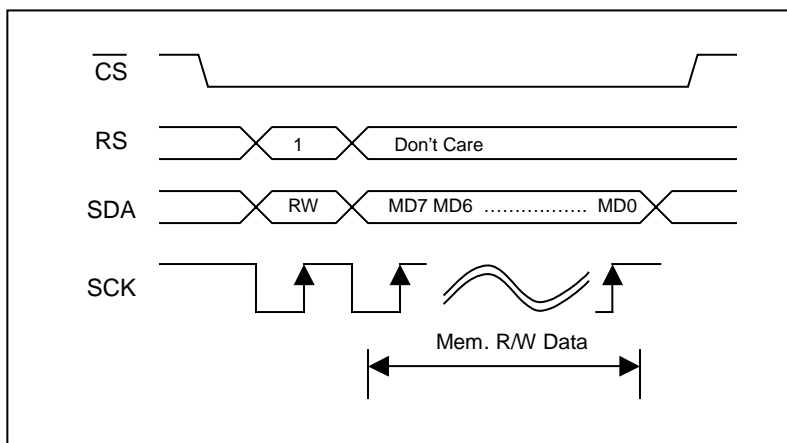 CS
RS 1 Don't Care
SDA RW MD7 MD6 ................. MD0
SCK
Mem. R/W Data